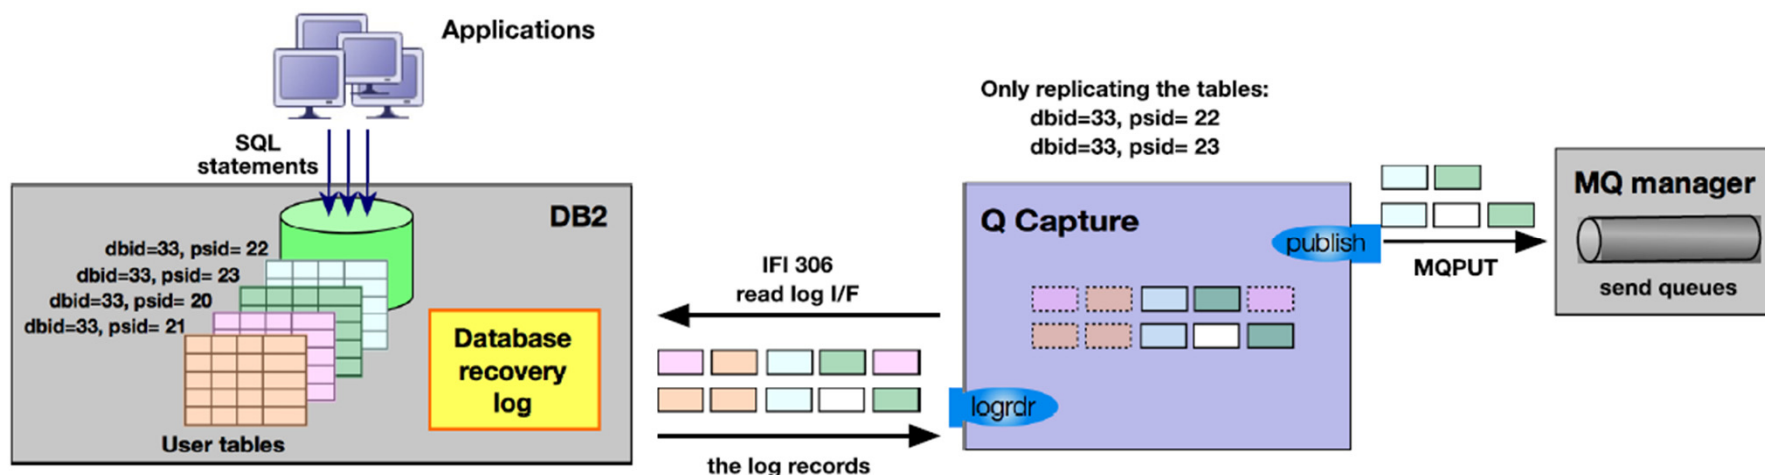 Applications
SQL
statements
DB2
dbid=33, psid= 22
dbid=33, psid= 23
dbid=33, psid= 20
dbid=33, psid= 21
User tables
Database
recovery
log
IFI 306
read log I/F
the log records
Only replicating the tables:
dbid=33, psid= 22
dbid=33, psid= 23
Q Capture
logrdr
publish
MQPUT
MQ manager
send queues